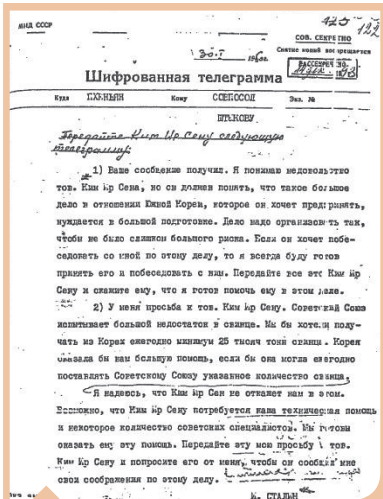 МИД СССР
СОВ. СЕКРЕТНО
Снятие копий воспрещается
30.I
Шифрованная телеграмма
РАССЕКРЕЧЕНО
Куда ПХЕНЬЯН Кому СОВПОСОЛ Экз. №
ШТЫКОВУ.
Передайте Ким Ир Сену следующую
телеграмму:
1) Ваше сообщение получил. Я понимаю недовольство
тов. Ким Ир Сена, но он должен понять, что такое большое
дело в отношении Южной Кореи, которое он хочет предпринять,
нуждается в большой подготовке. Дело надо организовать так,
чтобы не было слишком большого риска. Если он хочет побе-
седовать со мной по этому делу, то я всегда буду готов
принять его и побеседовать с ним. Передайте все это Ким Ир
Сену и скажите ему, что я готов помочь ему в этом деле.
2) У меня просьба к тов. Ким Ир Сену. Советский Союз
испытывает большой недостаток в свинце. Мы бы хотели полу-
чать из Кореи ежегодно минимум 25 тысяч тонн свинца. Корея
оказала бы нам большую помощь, если бы она могла ежегодно
поставлять Советскому Союзу указанное количество свинца.
Я надеюсь, что Ким Ир Сен не откажет нам в этом.
Возможно, что Ким Ир Сену потребуется наша техническая помощь
и некоторое количество советских специалистов. Мы готовы
оказать ему эту помощь. Передайте эту мою просьбу тов.
Ким Ир Сену и попросите его от меня, чтобы он сообщил мне
свои соображения по этому делу.
И. СТАЛИН